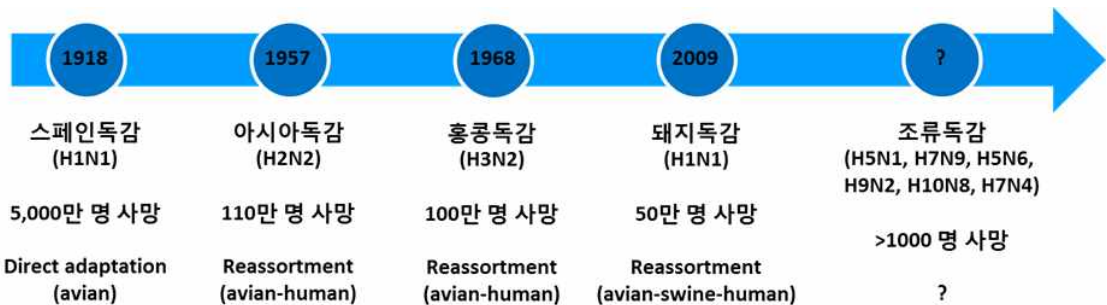 1918
1957
1968
2009
?
스페인독감
(H1N1)
5,000만 명 사망
Direct adaptation
(avian)
아시아독감
(H2N2)
110만 명 사망
Reassortment
(avian-human)
홍콩독감
(H3N2)
100만 명 사망
Reassortment
(avian-human)
돼지독감
(H1N1)
50만 명 사망
Reassortment
(avian-swine-human)
조류독감
(H5N1, H7N9, H5N6,
H9N2, H10N8, H7N4)
>1000 명 사망
?